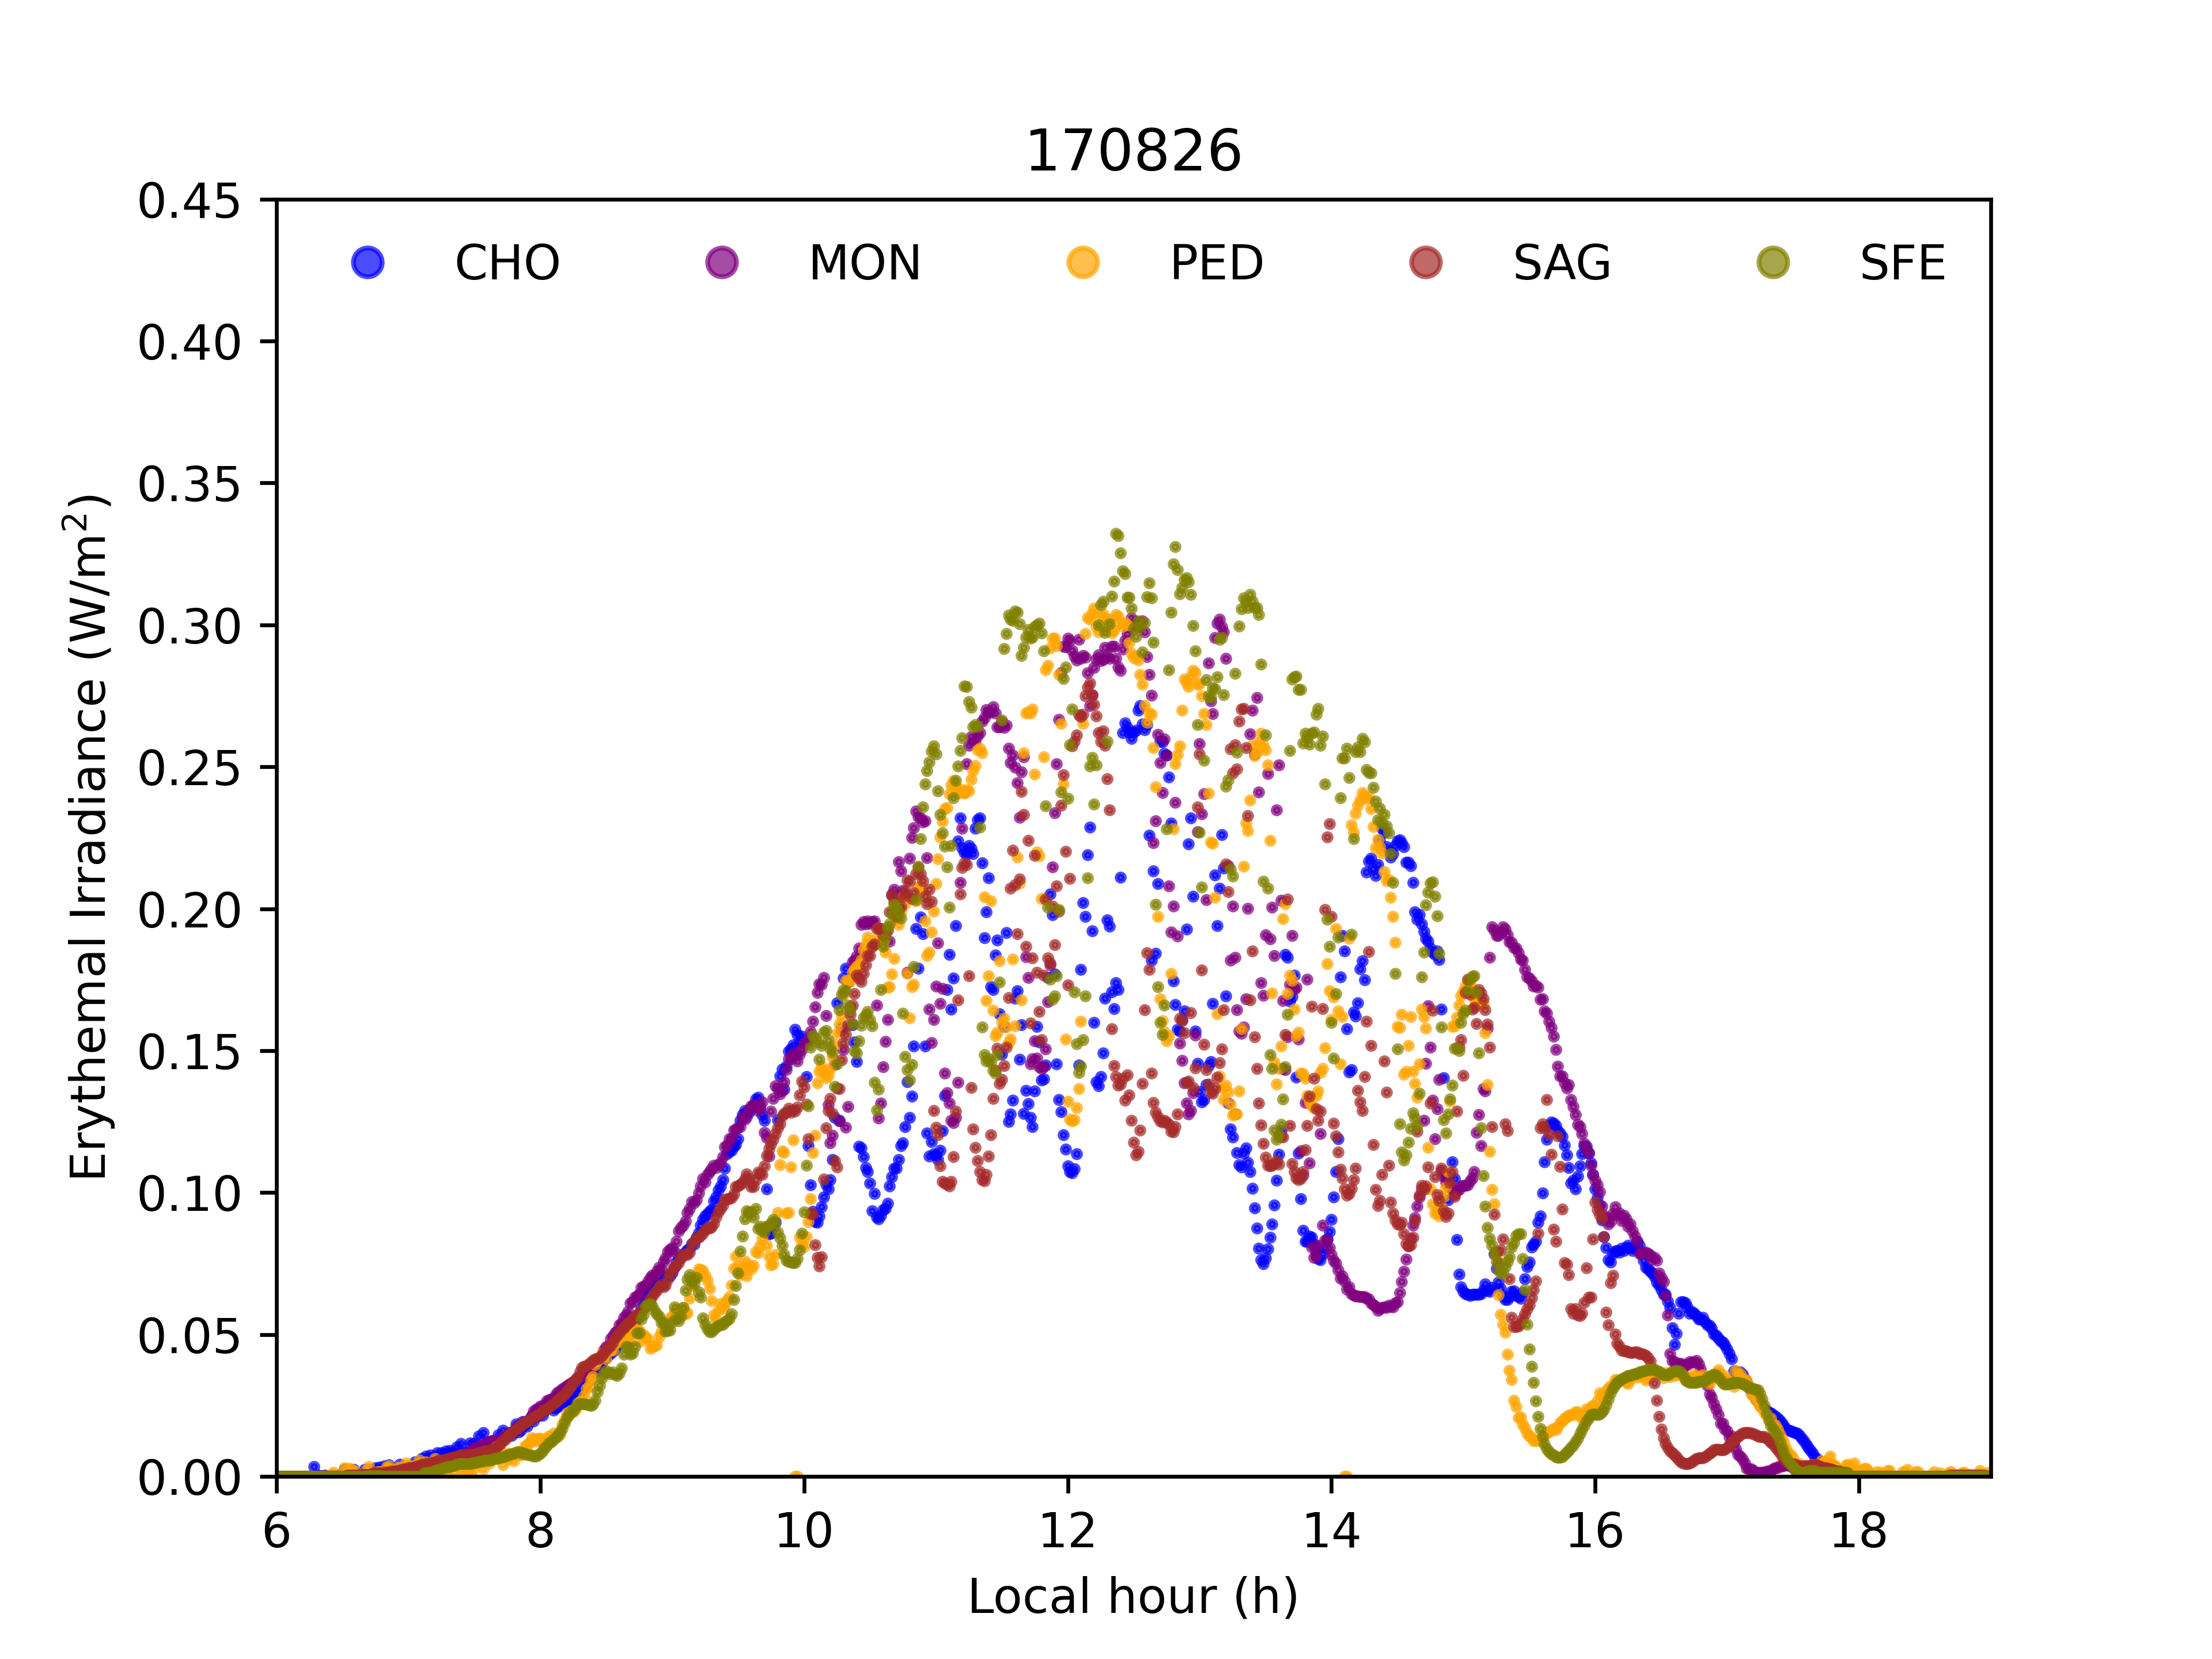 170826
CHO MON PED SAG SFE
0.45
0.40
0.35
0.30
0.25
0.20
0.15
0.10
0.05
0.00
Erythemal Irradiance (W/m²)
6 8 10 12 14 16 18
Local hour (h)